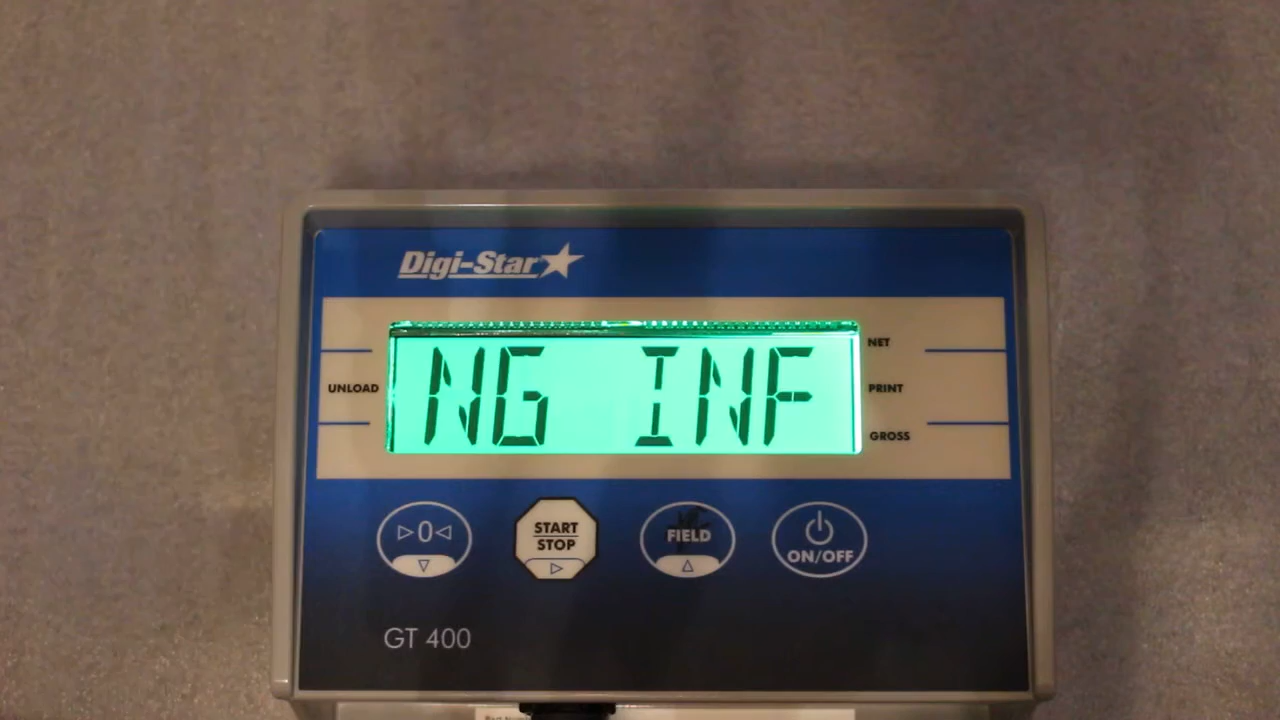 Digi-Star
NG INF
UNLOAD
NET
PRINT
GROSS
0
START
STOP
FIELD
ON/OFF
GT 400